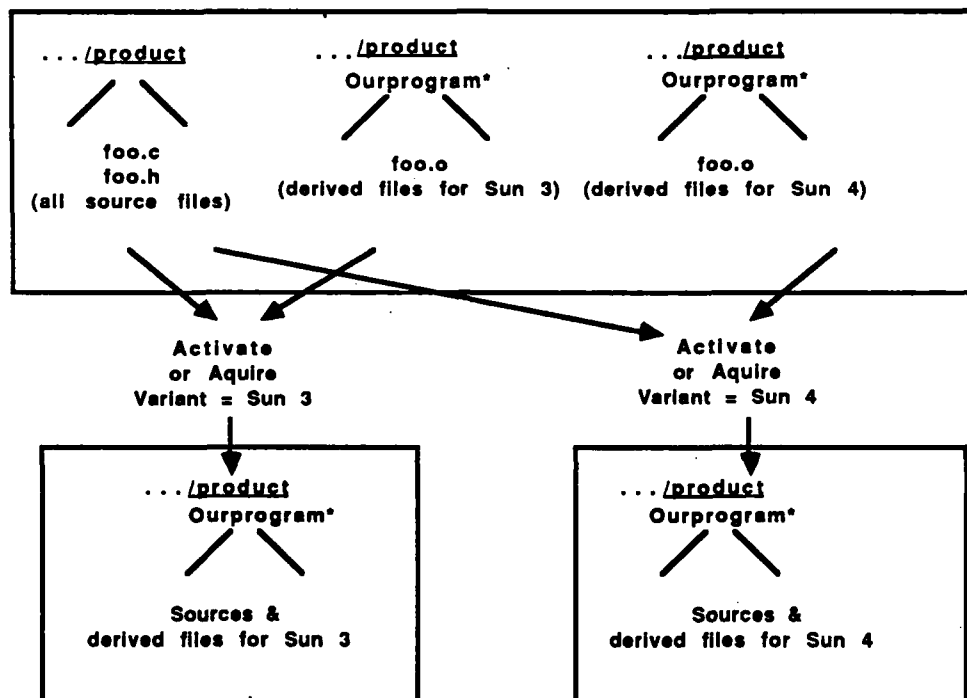 . . . /product
foo.c
foo.h
(all source files)
. . . /product
Ourprogram*
foo.o
(derived files for Sun 3)
. . . /product
Ourprogram*
foo.o
(derived files for Sun 4)
Activate
or Aquire
Variant = Sun 3
Activate
or Aquire
Variant = Sun 4
. . . /product
Ourprogram*
Sources &
derived files for Sun 3
. . . /product
Ourprogram*
Sources &
derived files for Sun 4